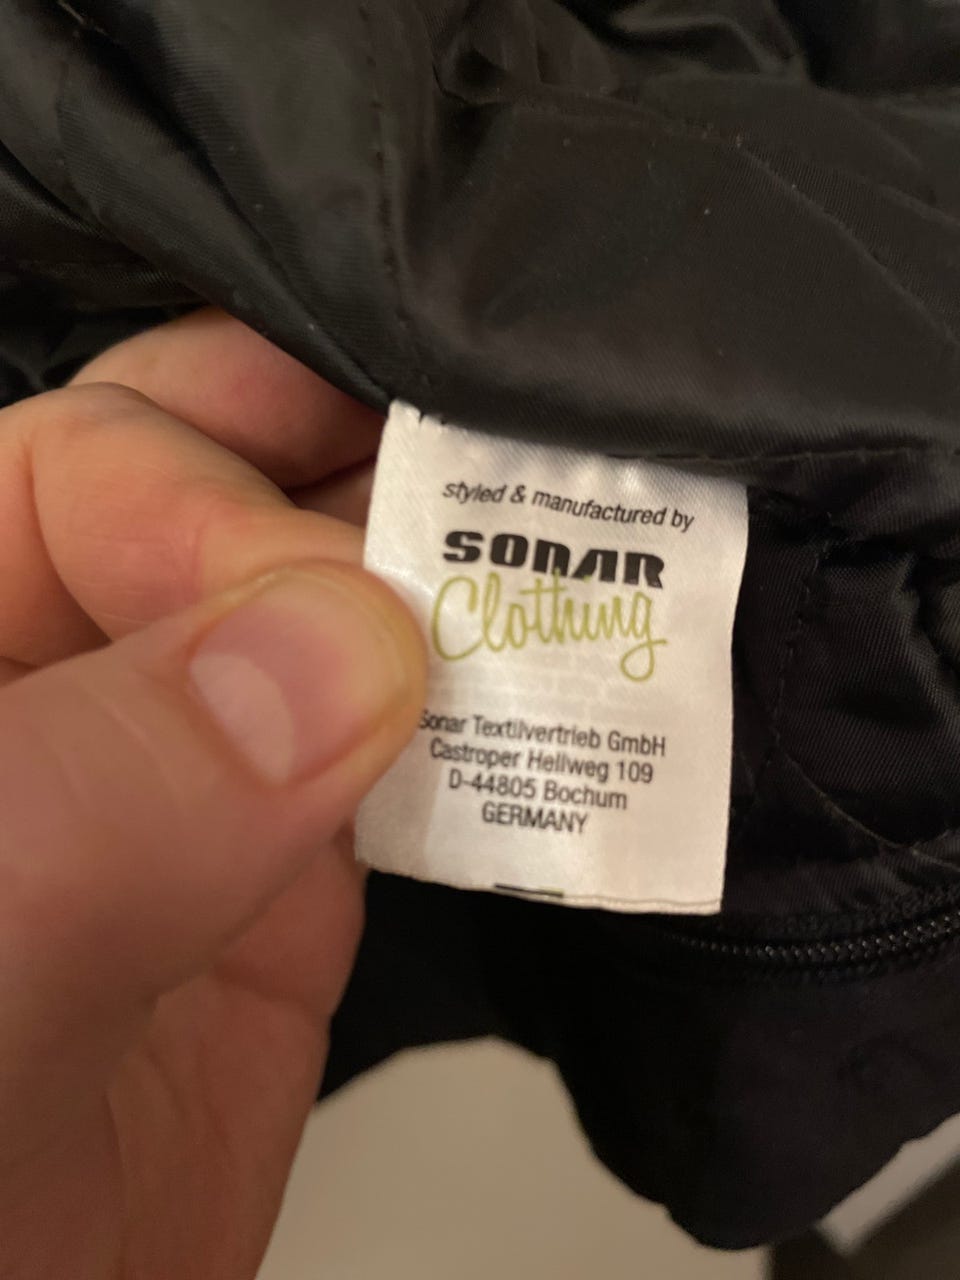 styled & manufactured by
SONAR
Clothing
Sonar Textilvertrieb GmbH
Castroper Hellweg 109
D-44805 Bochum
GERMANY